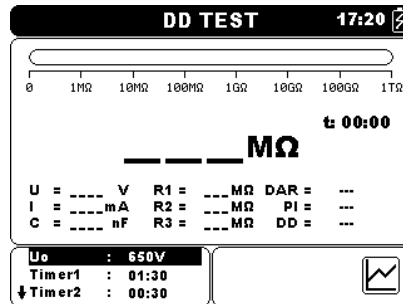 DD TEST 17:20
0 1MΩ 10MΩ 100MΩ 1GΩ 10GΩ 100GΩ 1TΩ
t: 00:00
___MΩ
U = ____ V R1 = ___MΩ DAR = ---
I = ____mA R2 = ___MΩ PI = ---
C = ____ nF R3 = ___MΩ DD = ---
Uo : 650V
Timer1 : 01:30
Timer2 : 00:30